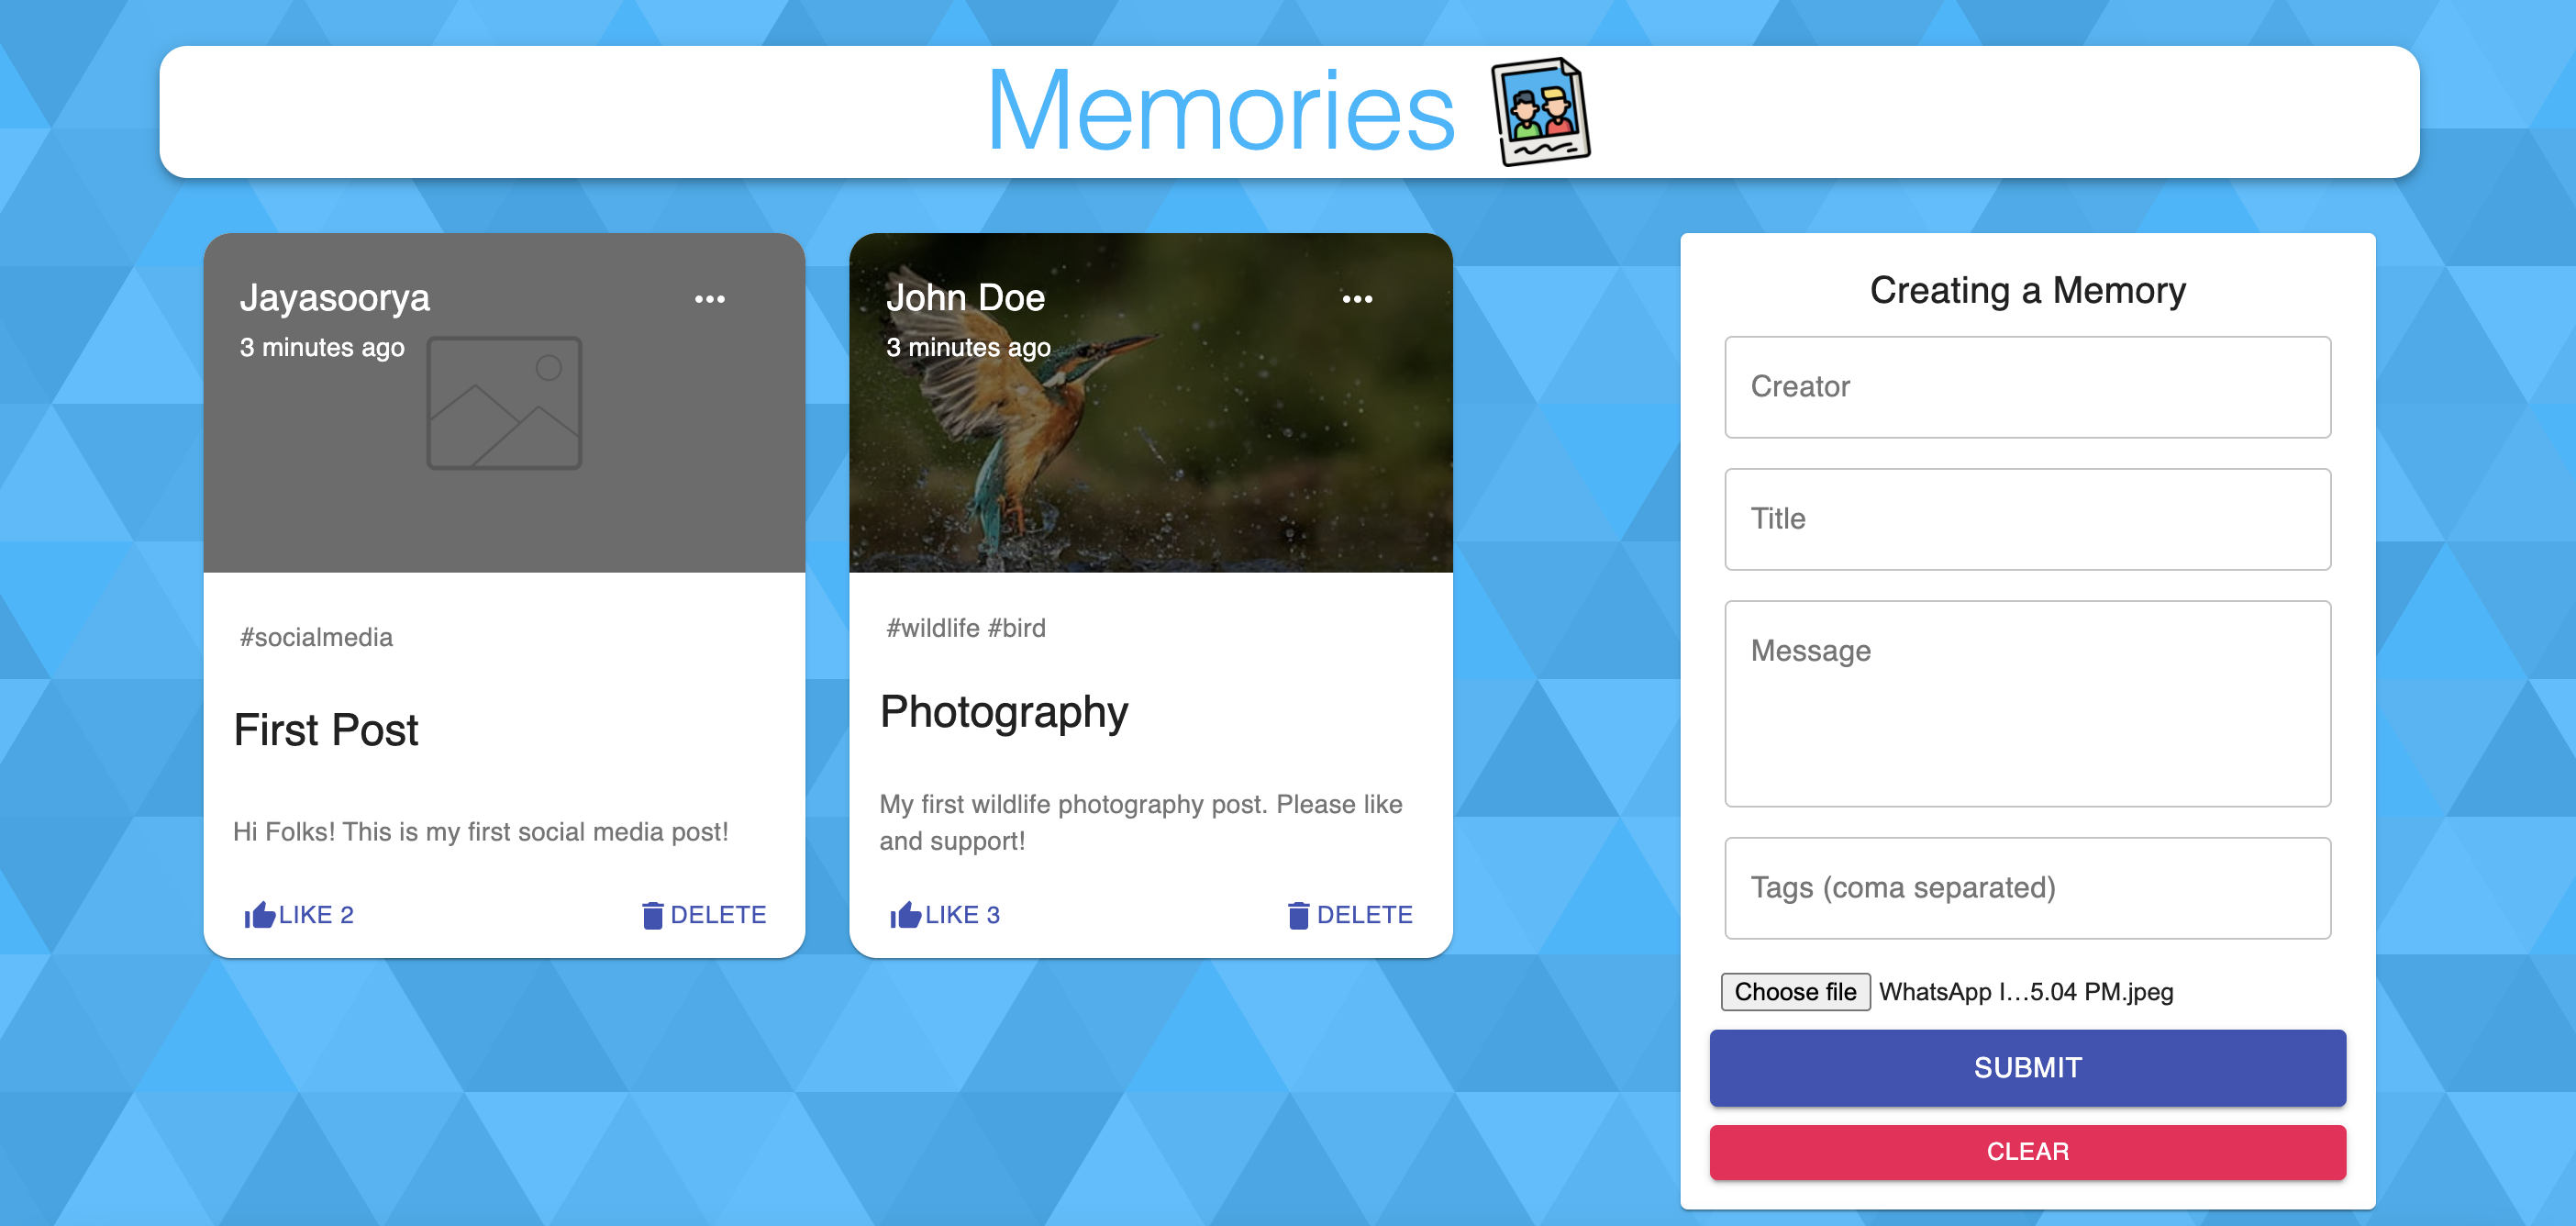 Memories
Jayasoorya
3 minutes ago
#socialmedia
First Post
Hi Folks! This is my first social media post!
LIKE 2
DELETE
John Doe
3 minutes ago
#wildlife #bird
Photography
My first wildlife photography post. Please like
and support!
LIKE 3
DELETE
Creating a Memory
Creator
Title
Message
Tags (coma separated)
Choose file WhatsApp I...5.04 PM.jpeg
SUBMIT
CLEAR